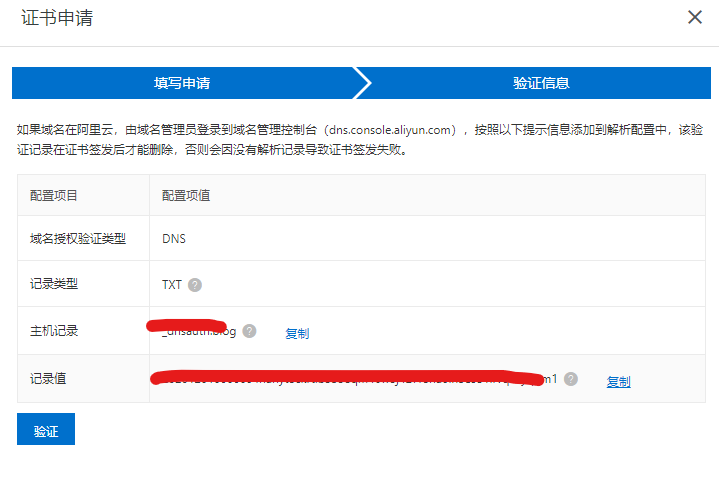 证书申请
填写申请
验证信息
如果域名在阿里云，由域名管理员登录到域名管理控制台（dns.console.aliyun.com），按照以下提示信息添加到解析配置中，该验
证记录在证书签发后才能删除，否则会因没有解析记录导致证书签发失败。
配置项目 配置项值
域名授权验证类型 DNS
记录类型 TXT ?
主机记录 _dnsauth.blog ? 复制
记录值 m1 ? 复制
验证